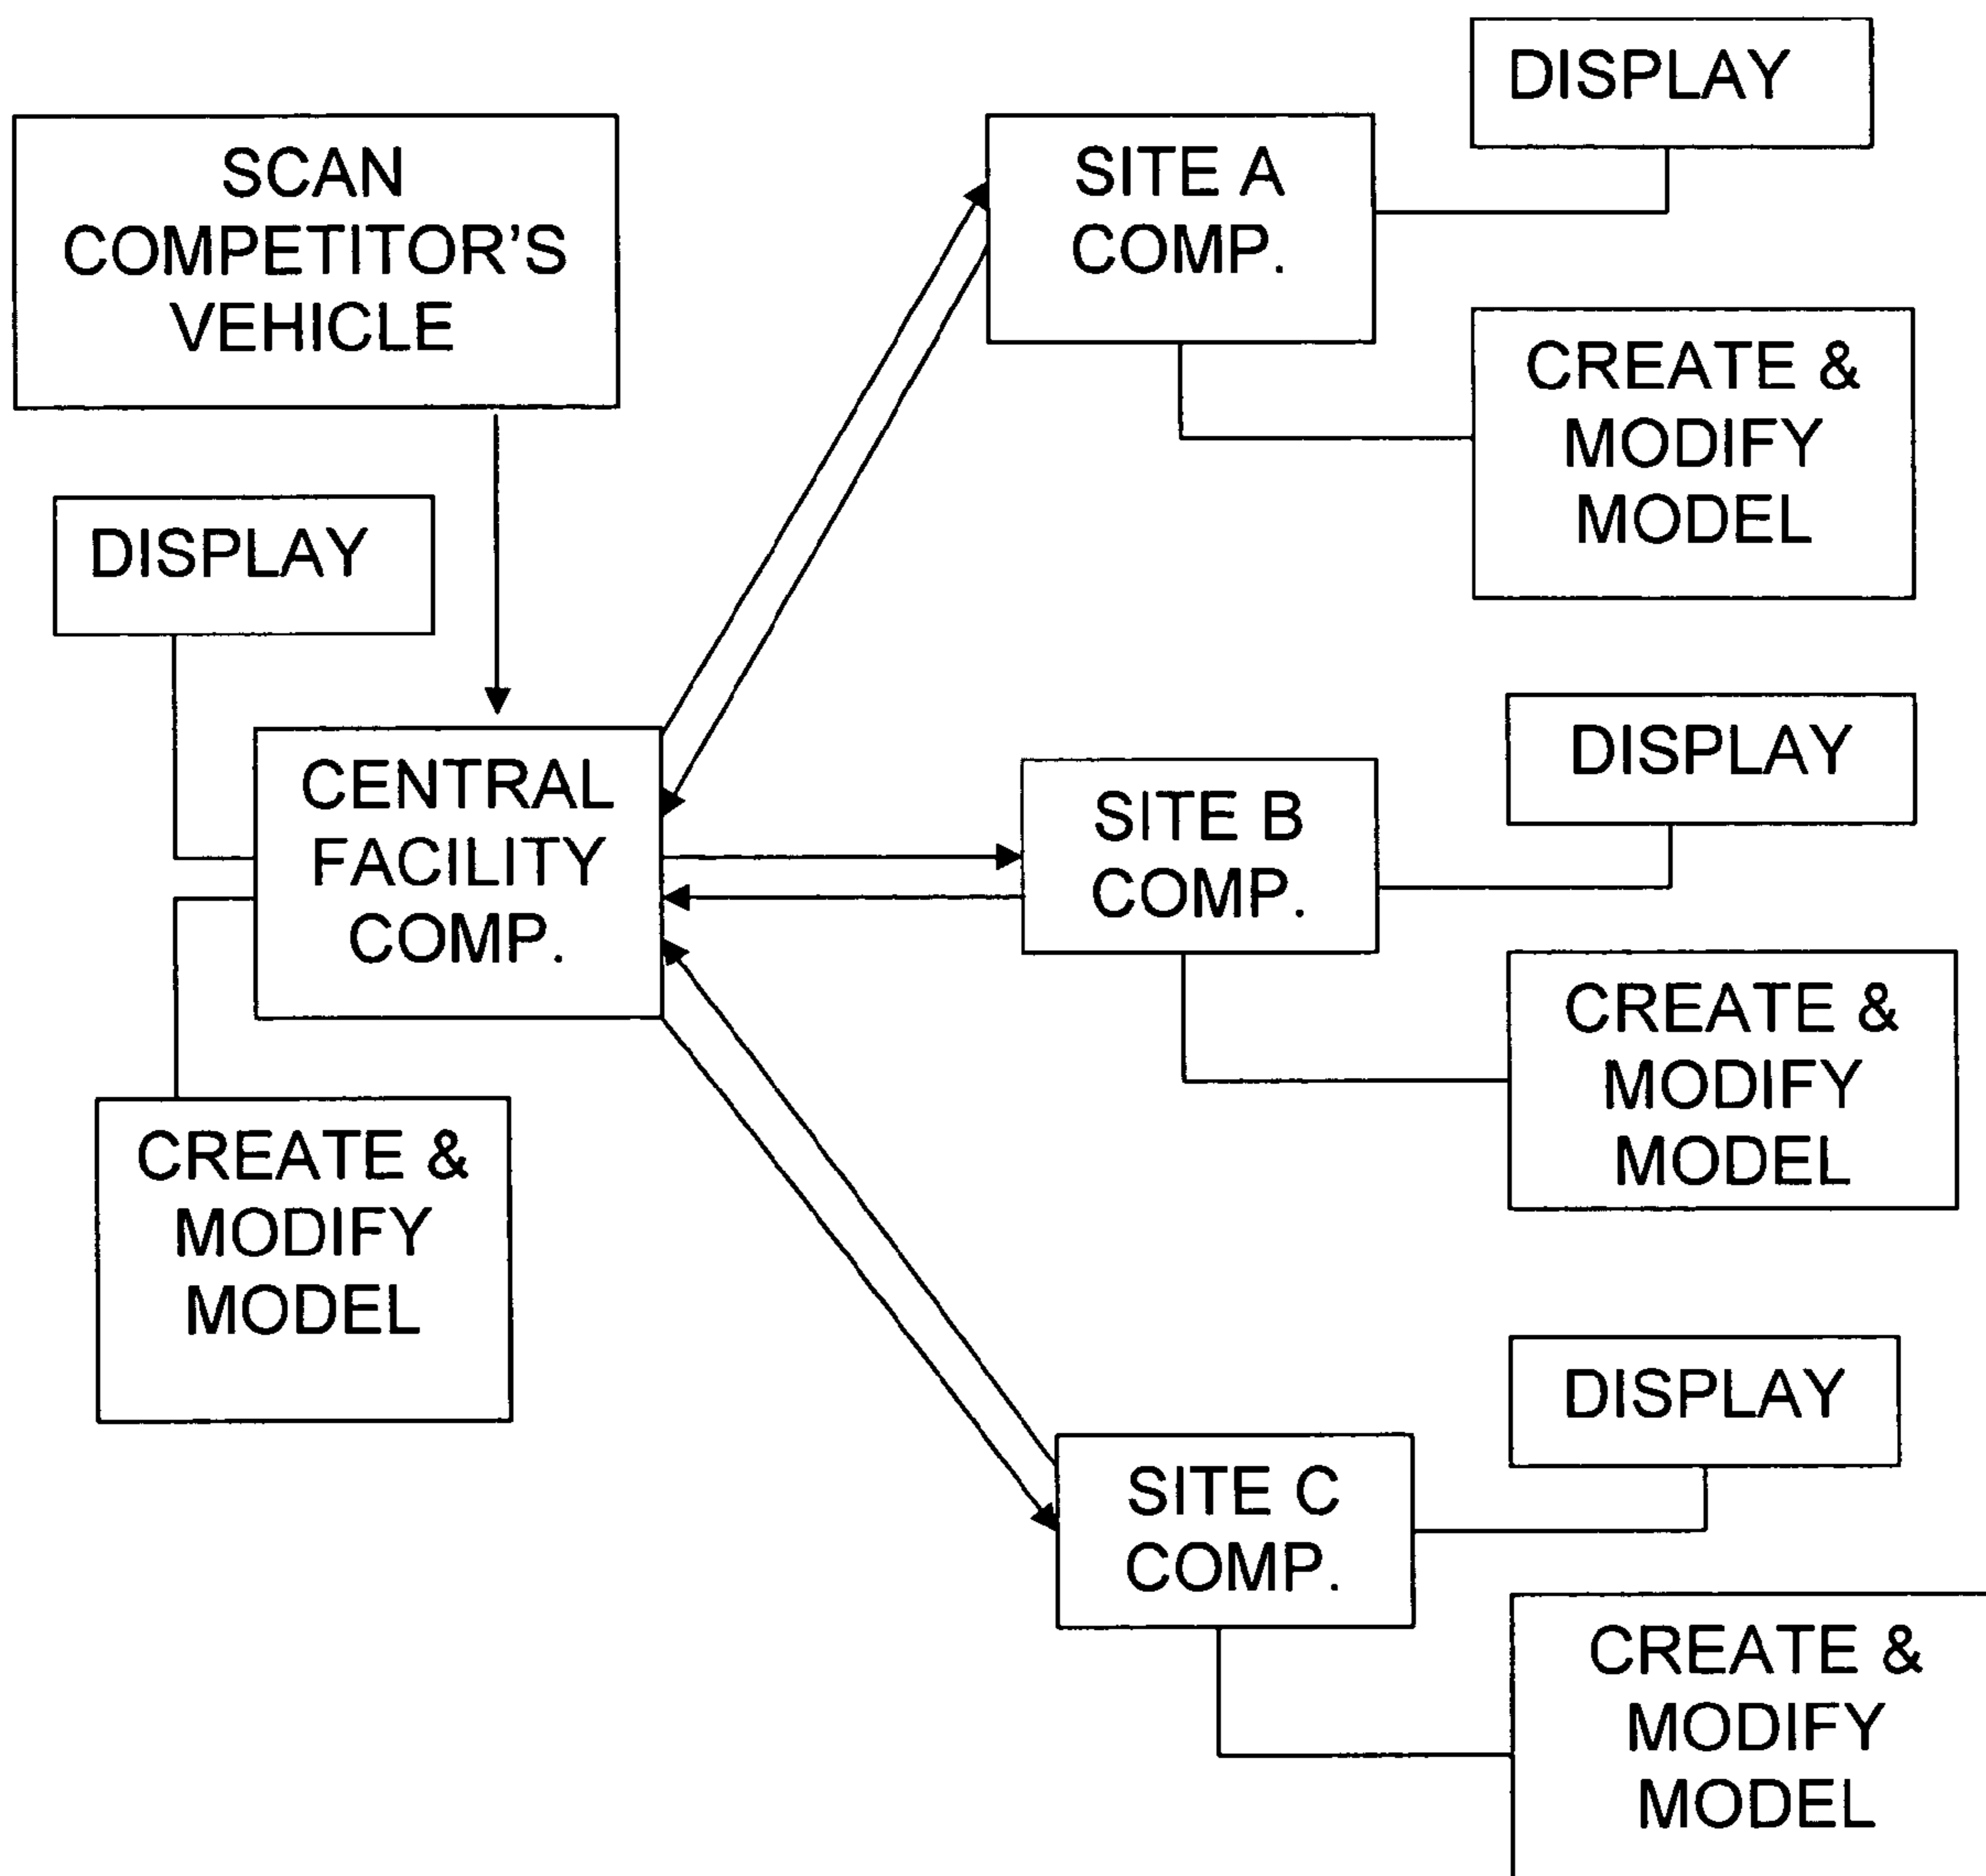 SCAN
COMPETITOR'S
VEHICLE
DISPLAY
CENTRAL
FACILITY
COMP.
CREATE &
MODIFY
MODEL
SITE A
COMP.
DISPLAY
CREATE &
MODIFY
MODEL
SITE B
COMP.
DISPLAY
CREATE &
MODIFY
MODEL
SITE C
COMP.
DISPLAY
CREATE &
MODIFY
MODEL